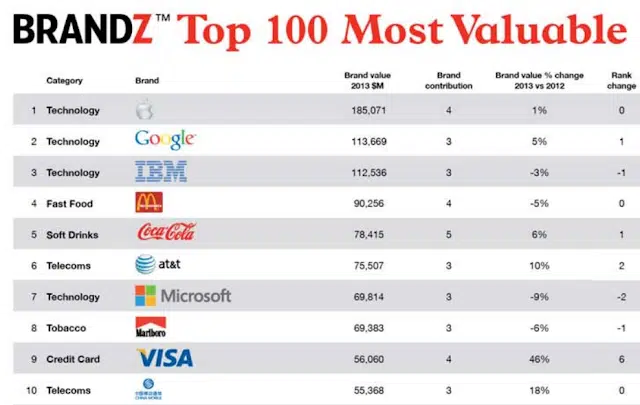 BRANDZ™ Top 100 Most Valuable
Category Brand Brand value 2013 $M Brand contribution Brand value % change 2013 vs 2012 Rank change
1 Technology 185,071 4 1% 0
2 Technology Google 113,669 3 5% 1
3 Technology IBM 112,536 3 -3% -1
4 Fast Food 90,256 4 -5% 0
5 Soft Drinks Coca-Cola 78,415 5 6% 1
6 Telecoms at&t 75,507 3 10% 2
7 Technology Microsoft 69,814 3 -9% -2
8 Tobacco Marlboro 69,383 3 -6% -1
9 Credit Card VISA 56,060 4 46% 6
10 Telecoms CHINA MOBILE 55,368 3 18% 0